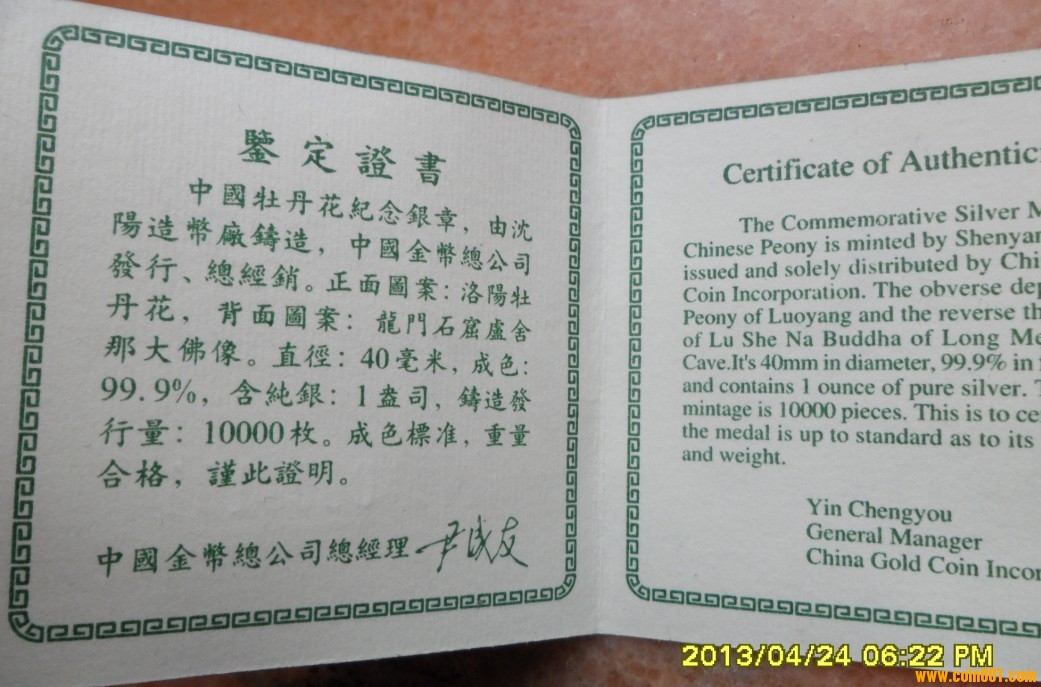 鑒定證書
中國牡丹花紀念銀章，由沈
陽造幣廠鑄造，中國金幣總公司
發行、總經銷。正面圖案：洛陽牡
丹花，背面圖案：龍門石窟盧舍
那大佛像。直徑：40毫米，成色：
99.9%，含純銀：1盎司，鑄造發
行量：10000枚。成色標准，重量
合格，謹此證明。
中國金幣總公司總經理 尹成友
Certificate of Authentic
The Commemorative Silver M
Chinese Peony is minted by Shenyan
issued and solely distributed by Chi
Coin Incorporation. The obverse de
Peony of Luoyang and the reverse th
of Lu She Na Buddha of Long Me
Cave.It's 40mm in diameter, 99.9% in
and contains 1 ounce of pure silver. T
mintage is 10000 pieces. This is to ce
the medal is up to standard as to its
and weight.
Yin Chengyou
General Manager
China Gold Coin Incor
2013/04/24 06:22 PM
www.com001.com